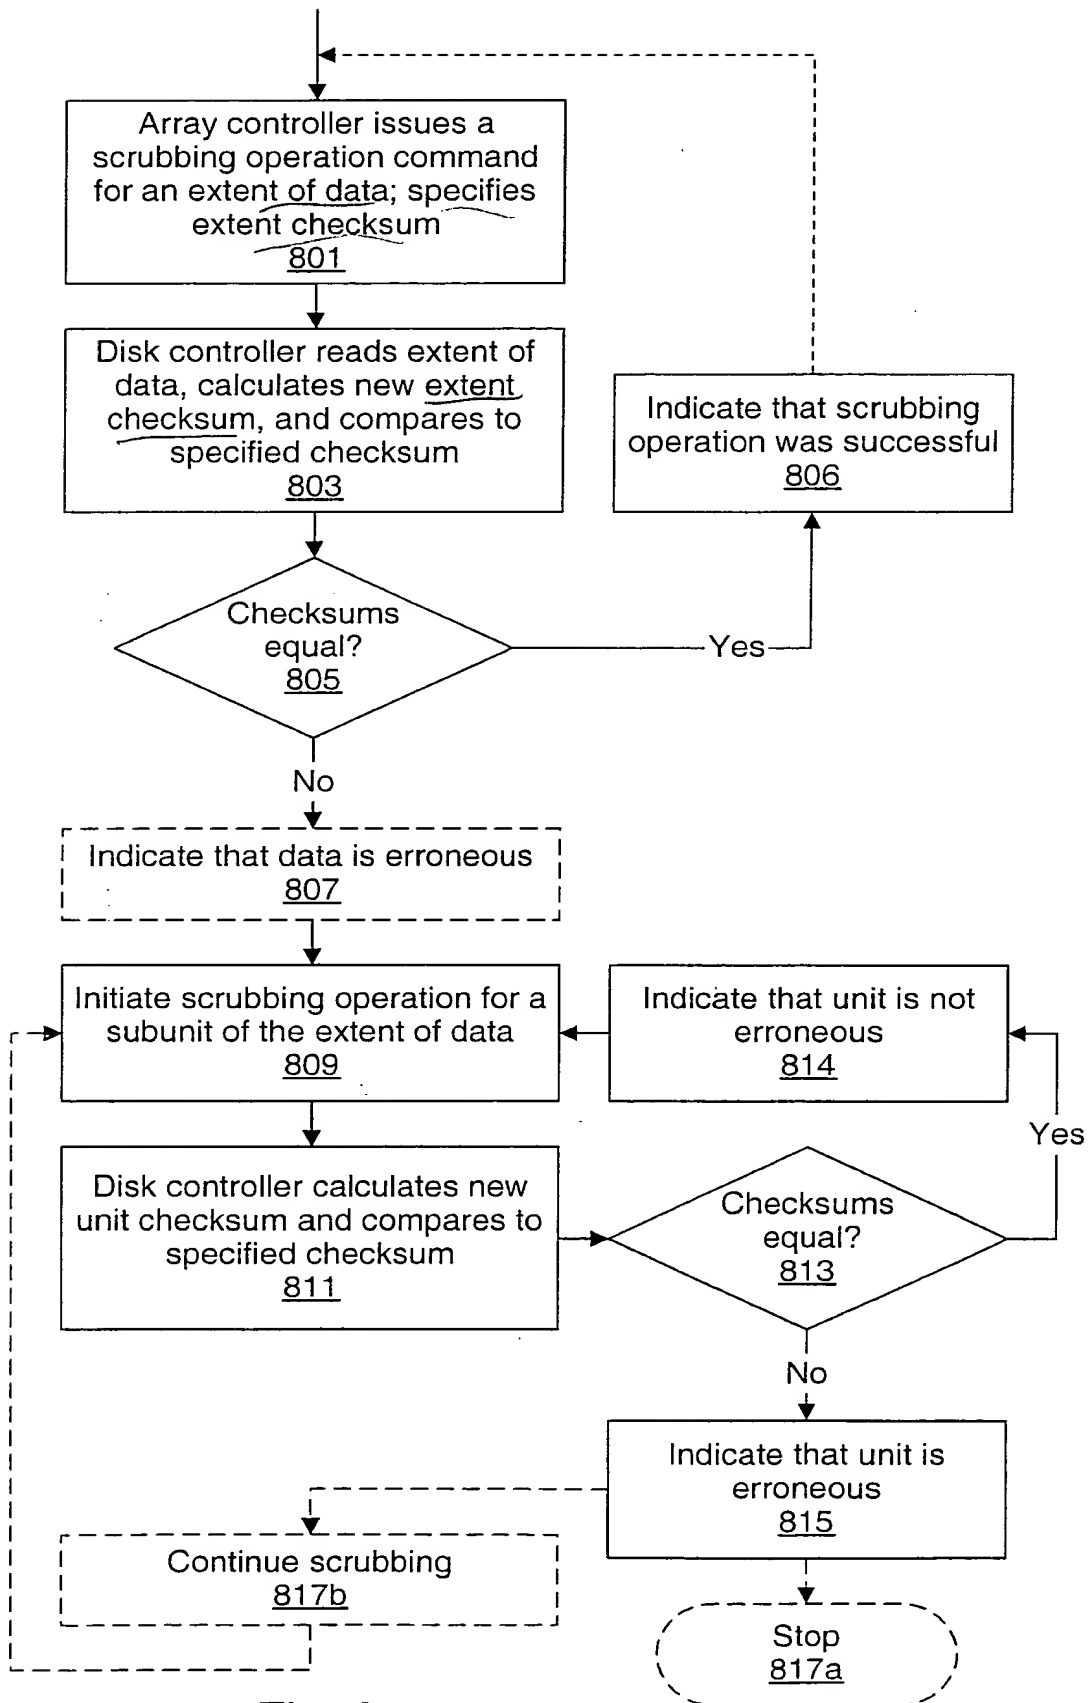 Array controller issues a
scrubbing operation command
for an extent of data; specifies
extent checksum
801
Disk controller reads extent of
data, calculates new extent
checksum, and compares to
specified checksum
803
Indicate that scrubbing
operation was successful
806
Checksums
equal?
805
Yes
No
Indicate that data is erroneous
807
Initiate scrubbing operation for a
subunit of the extent of data
809
Indicate that unit is not
erroneous
814
Yes
Disk controller calculates new
unit checksum and compares to
specified checksum
811
Checksums
equal?
813
No
Indicate that unit is
erroneous
815
Continue scrubbing
817b
Stop
817a